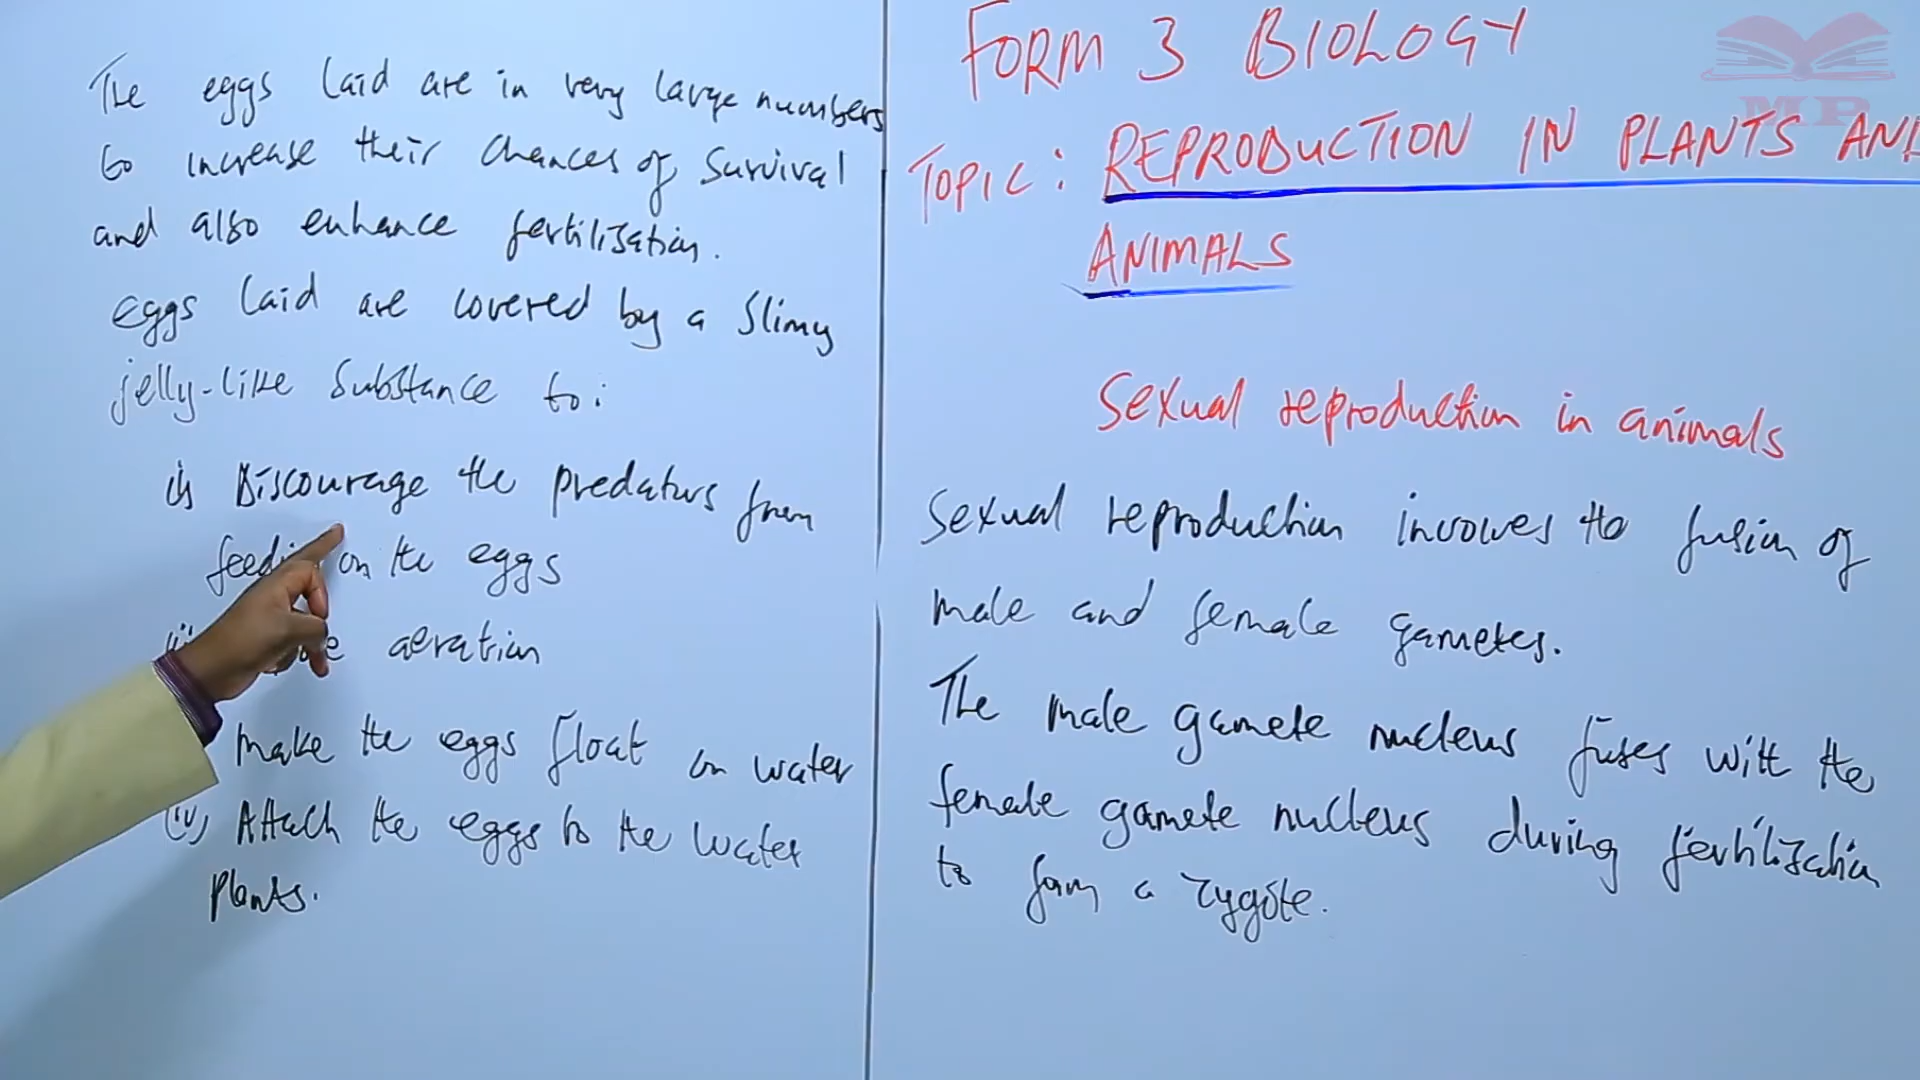 The eggs laid are in very large numbers
to increase their chances of survival
and also enhance fertilization.
eggs laid are covered by a slimy
jelly-like substance to:
(i) Discourage the predators from
on the eggs
aeration
make the eggs float on water
(iv) Attach the eggs to the water
plants.
FORM 3 BIOLOGY
TOPIC: REPRODUCTION IN PLANTS AND
ANIMALS
Sexual reproduction in animals
Sexual reproduction involves the fusion of
male and female gametes.
The male gamete nucleus fuses with the
female gamete nucleus during fertilization
to form a zygote.
MP